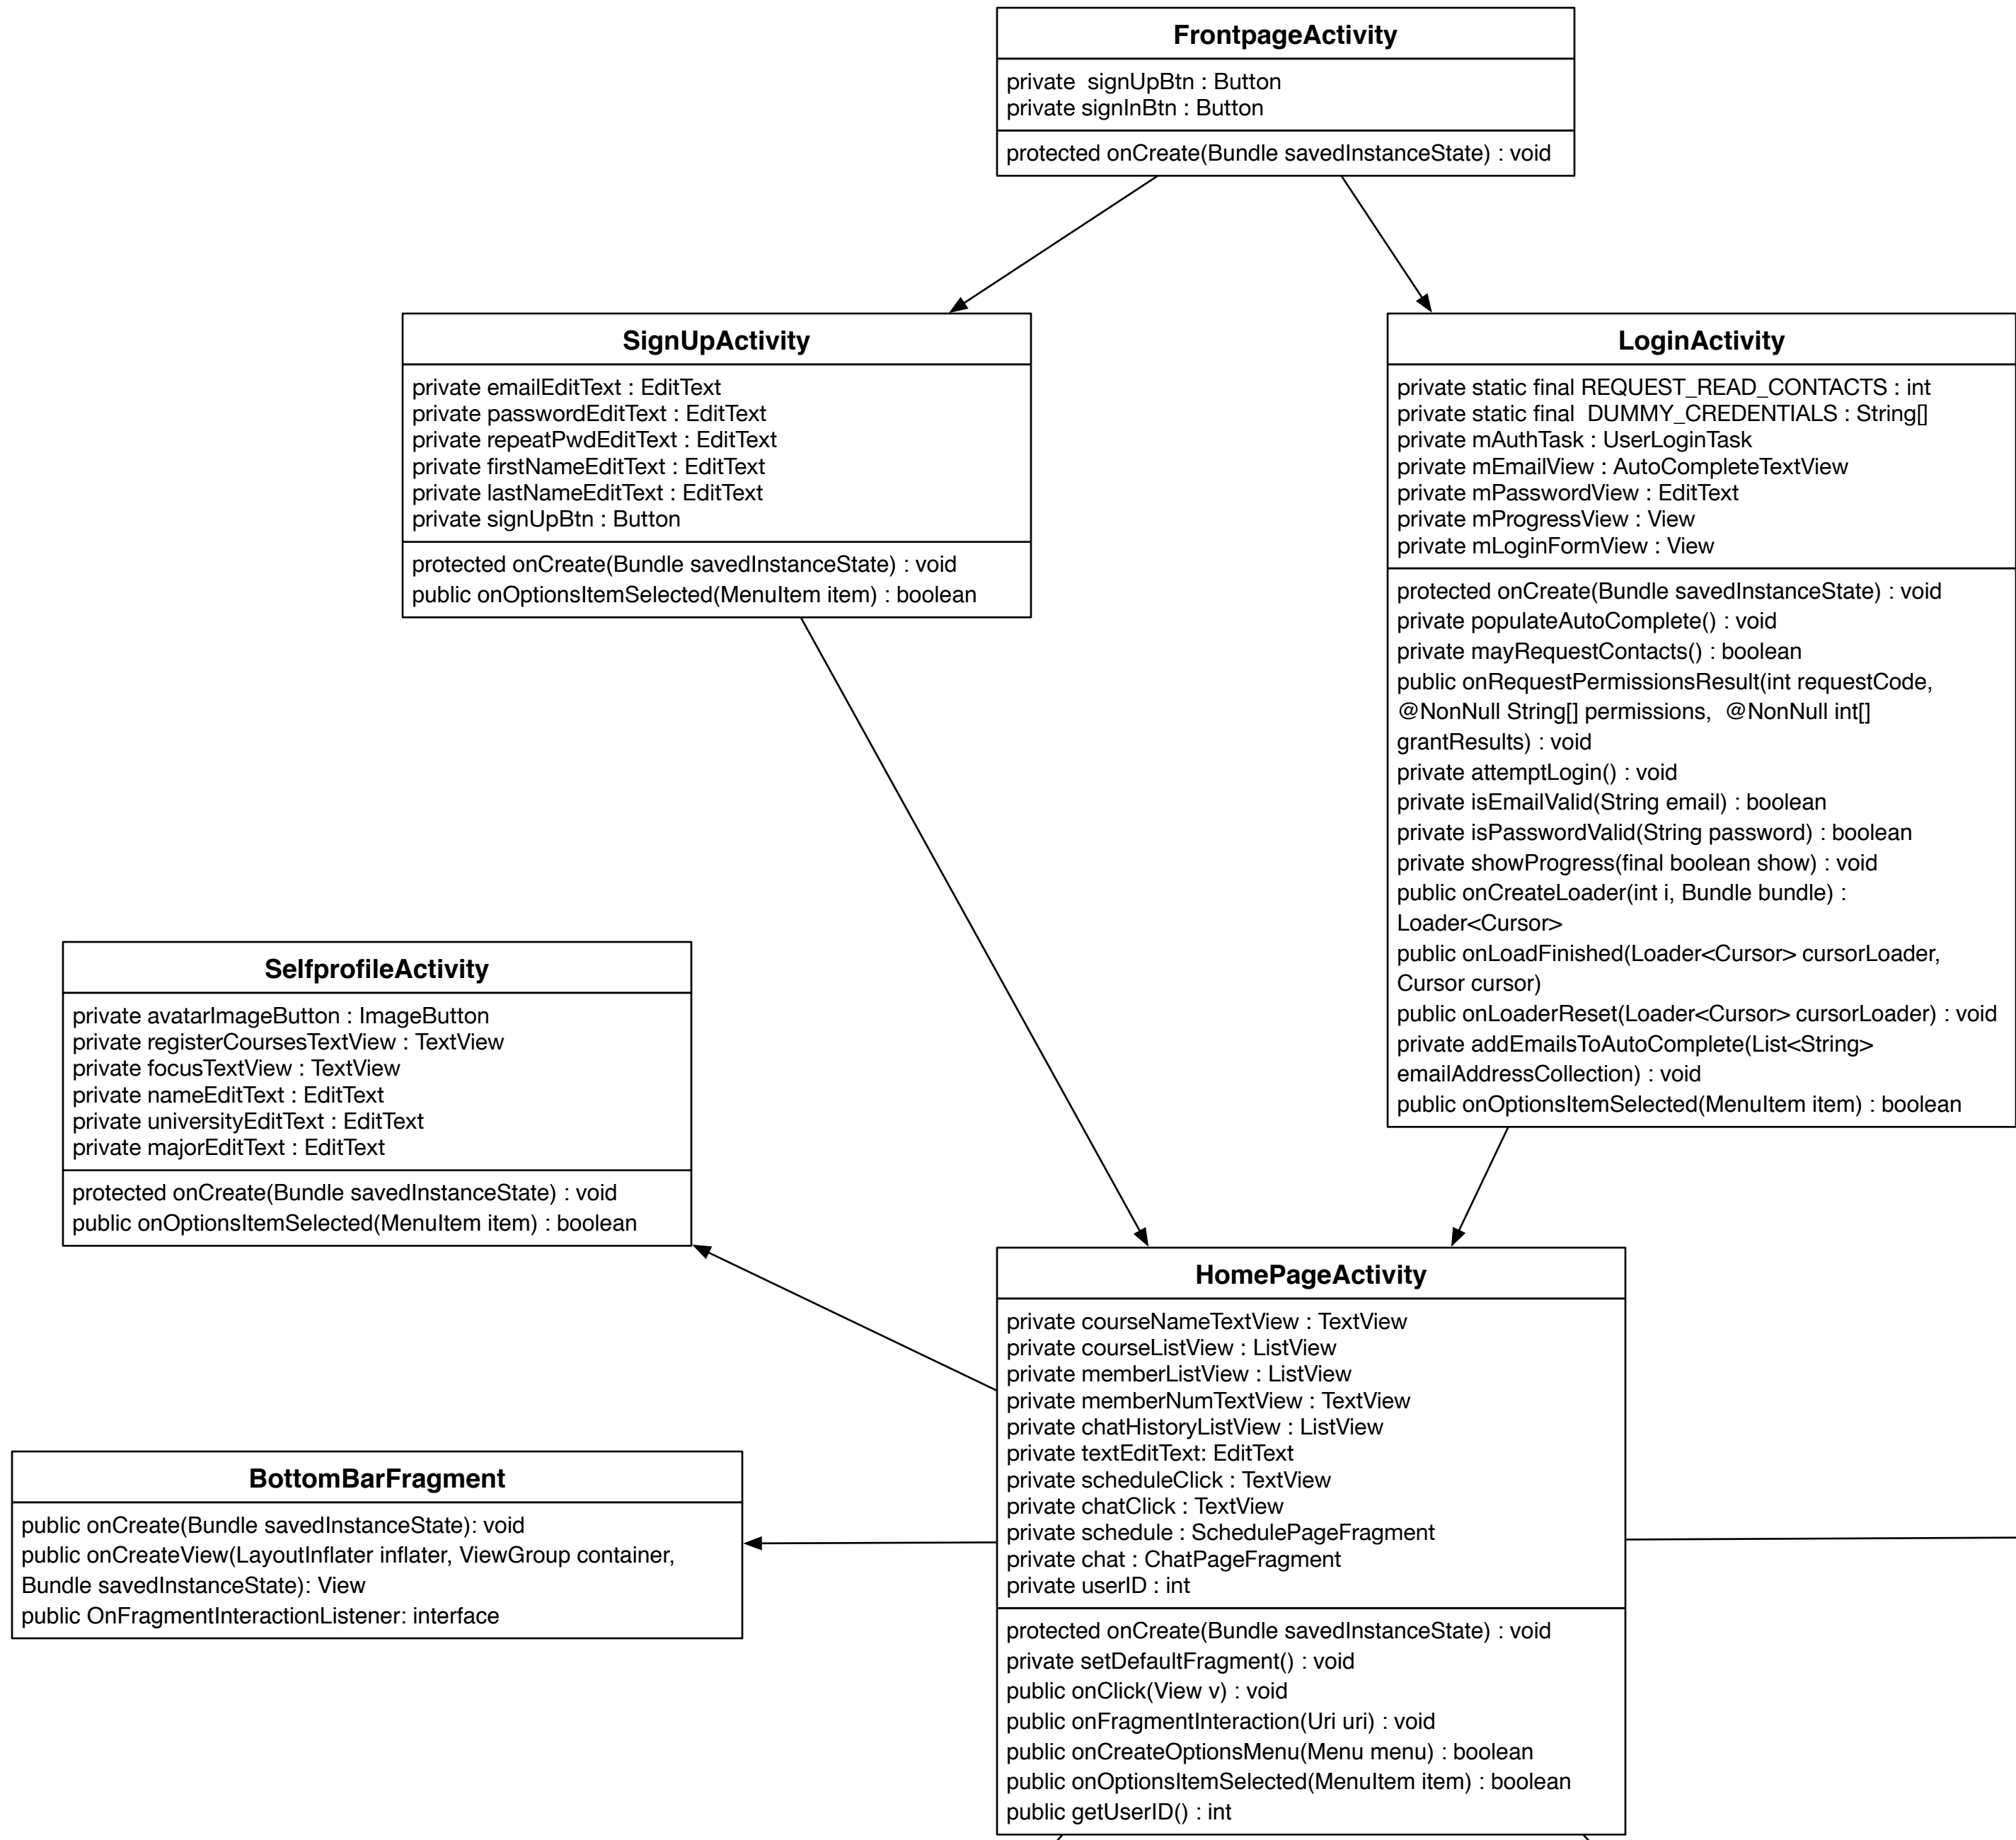 FrontpageActivity
private  signUpBtn : Button
private signInBtn : Button
protected onCreate(Bundle savedInstanceState) : void
SignUpActivity
private emailEditText : EditText
private passwordEditText : EditText
private repeatPwdEditText : EditText
private firstNameEditText : EditText
private lastNameEditText : EditText
private signUpBtn : Button
protected onCreate(Bundle savedInstanceState) : void
public onOptionsItemSelected(MenuItem item) : boolean
LoginActivity
private static final REQUEST_READ_CONTACTS : int
private static final  DUMMY_CREDENTIALS : String[]
private mAuthTask : UserLoginTask
private mEmailView : AutoCompleteTextView
private mPasswordView : EditText
private mProgressView : View
private mLoginFormView : View
protected onCreate(Bundle savedInstanceState) : void
private populateAutoComplete() : void
private mayRequestContacts() : boolean
public onRequestPermissionsResult(int requestCode,
@NonNull String[] permissions,  @NonNull int[]
grantResults) : void
private attemptLogin() : void
private isEmailValid(String email) : boolean
private isPasswordValid(String password) : boolean
private showProgress(final boolean show) : void
public onCreateLoader(int i, Bundle bundle) :
Loader<Cursor>
public onLoadFinished(Loader<Cursor> cursorLoader,
Cursor cursor)
public onLoaderReset(Loader<Cursor> cursorLoader) : void
private addEmailsToAutoComplete(List<String>
emailAddressCollection) : void
public onOptionsItemSelected(MenuItem item) : boolean
SelfprofileActivity
private avatarImageButton : ImageButton
private registerCoursesTextView : TextView
private focusTextView : TextView
private nameEditText : EditText
private universityEditText : EditText
private majorEditText : EditText
protected onCreate(Bundle savedInstanceState) : void
public onOptionsItemSelected(MenuItem item) : boolean
HomePageActivity
private courseNameTextView : TextView
private courseListView : ListView
private memberListView : ListView
private memberNumTextView : TextView
private chatHistoryListView : ListView
private textEditText: EditText
private scheduleClick : TextView
private chatClick : TextView
private schedule : SchedulePageFragment
private chat : ChatPageFragment
private userID : int
protected onCreate(Bundle savedInstanceState) : void
private setDefaultFragment() : void
public onClick(View v) : void
public onFragmentInteraction(Uri uri) : void
public onCreateOptionsMenu(Menu menu) : boolean
public onOptionsItemSelected(MenuItem item) : boolean
public getUserID() : int
BottomBarFragment
public onCreate(Bundle savedInstanceState): void
public onCreateView(LayoutInflater inflater, ViewGroup container,
Bundle savedInstanceState): View
public OnFragmentInteractionListener: interface